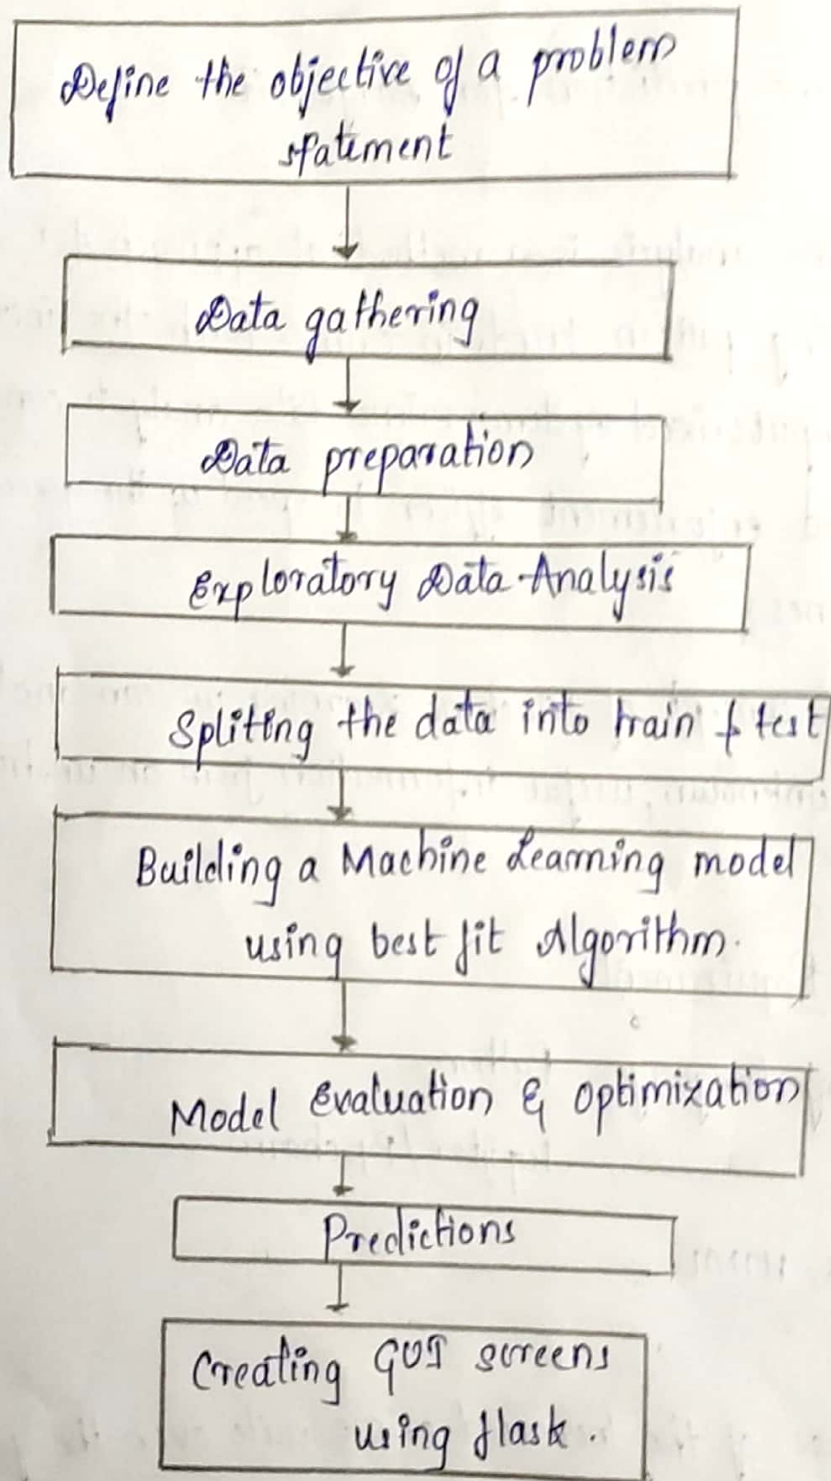 Define the objective of a problem
statement
Data gathering
Data preparation
Exploratory Data Analysis
Spliting the data into train & test
Building a Machine Learning model
using best fit Algorithm.
Model Evaluation & optimization
Predictions
Creating GUI screens
using flask.